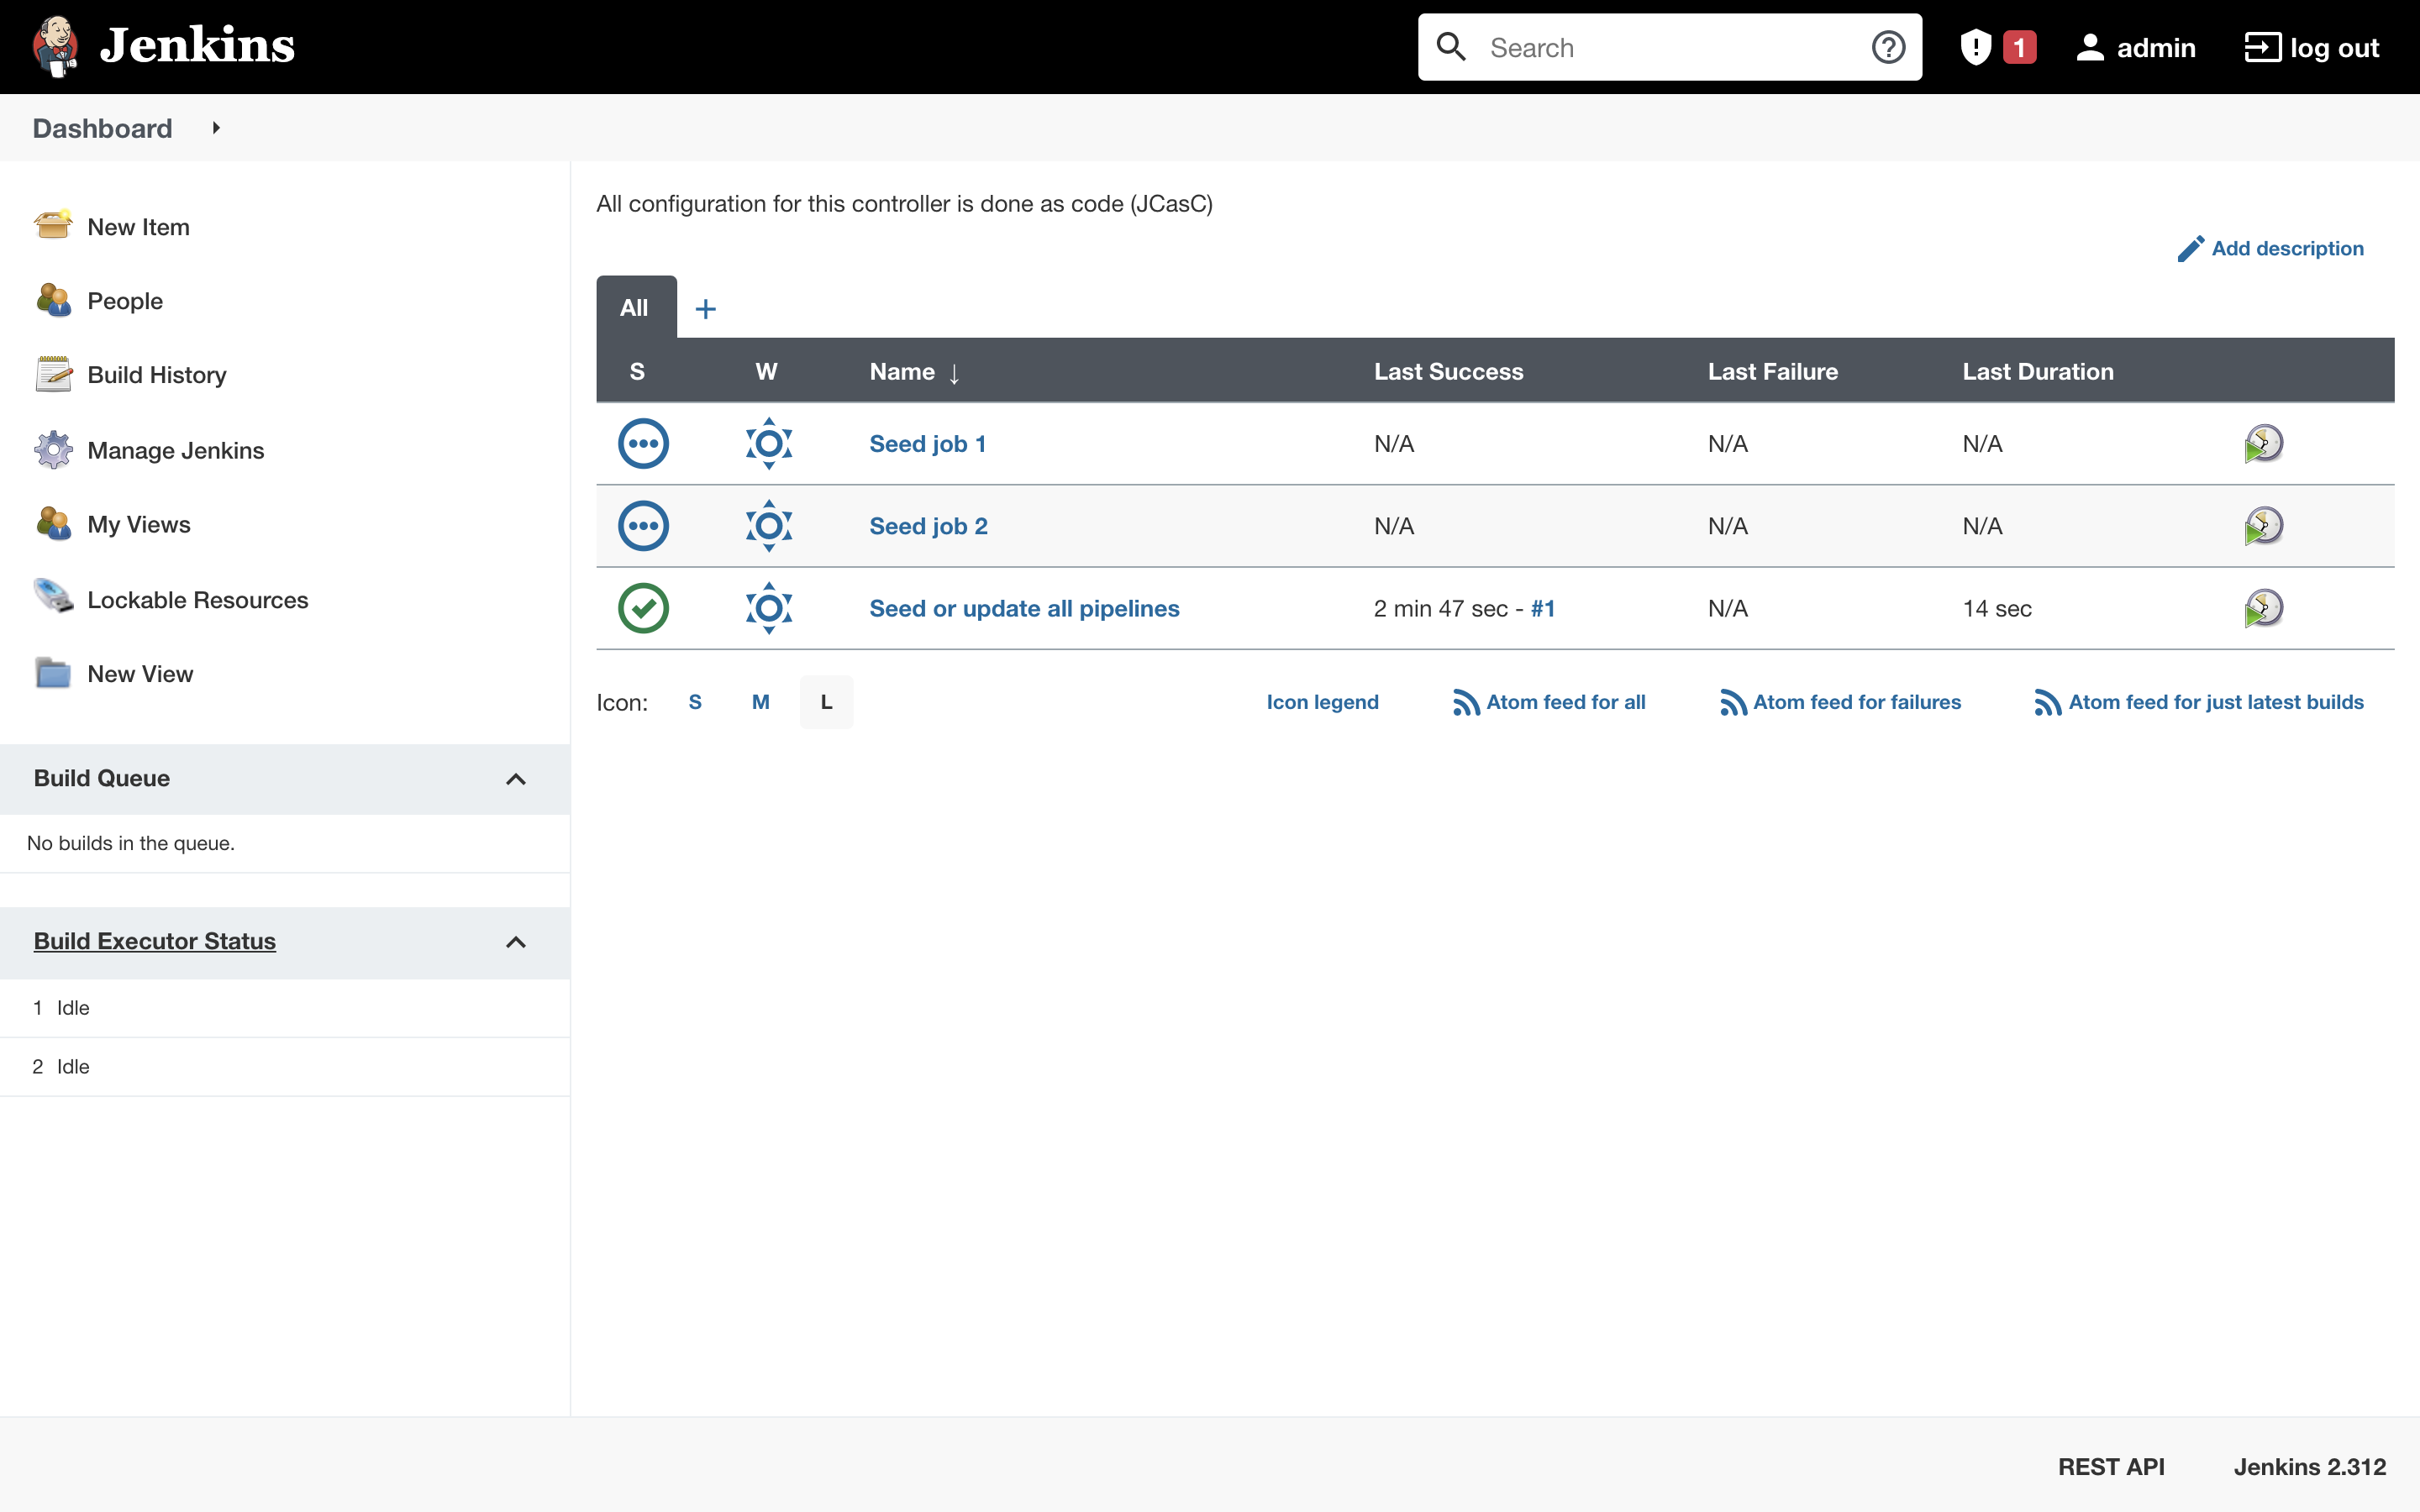 Jenkins
Search
1
admin
log out
Dashboard
New Item
People
Build History
Manage Jenkins
My Views
Lockable Resources
New View
Build Queue
No builds in the queue.
Build Executor Status
1 Idle
2 Idle
All configuration for this controller is done as code (JCasC)
Add description
All +
S W Name ↓ Last Success Last Failure Last Duration
Seed job 1 N/A N/A N/A
Seed job 2 N/A N/A N/A
Seed or update all pipelines 2 min 47 sec - #1 N/A 14 sec
Icon: S M L Icon legend Atom feed for all Atom feed for failures Atom feed for just latest builds
REST API Jenkins 2.312